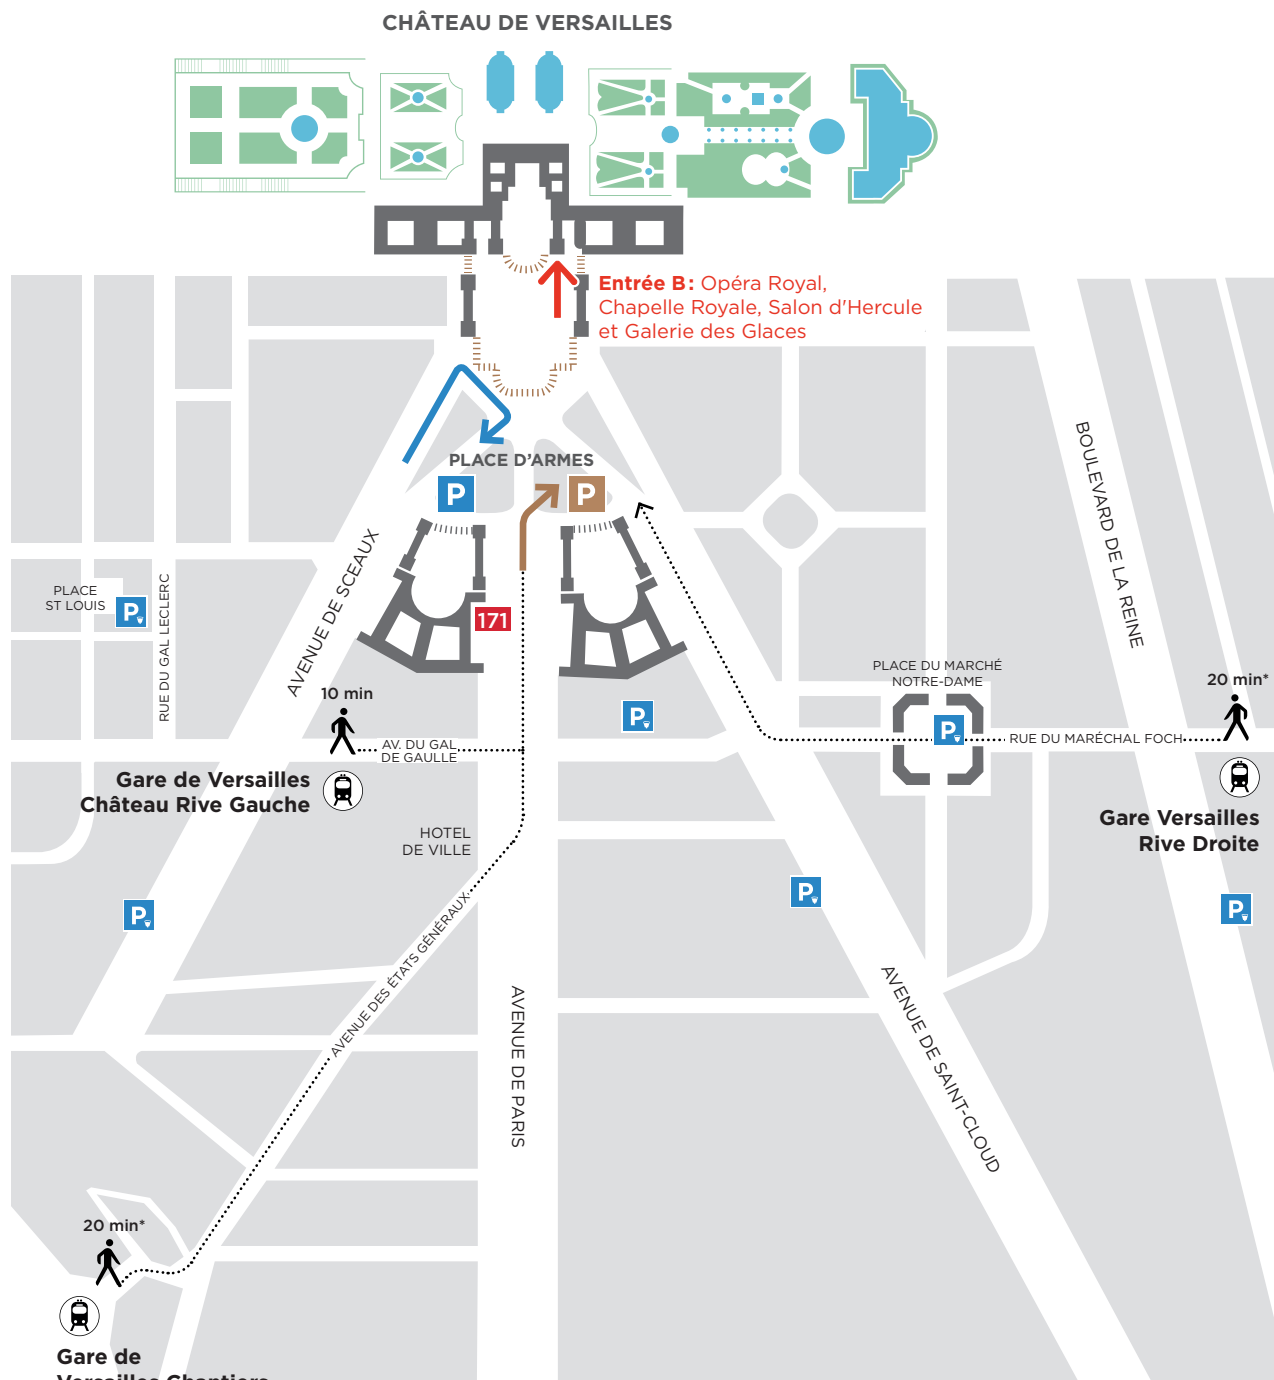 CHÂTEAU DE VERSAILLES
Entrée B : Opéra Royal,
Chapelle Royale, Salon d'Hercule
et Galerie des Glaces
PLACE D'ARMES
P
P
BOULEVARD DE LA REINE
AVENUE DE SCEAUX
PLACE
ST LOUIS
P
RUE DU GAL LECLERC
171
PLACE DU MARCHÉ
NOTRE-DAME
P
10 min
P
20 min*
AV. DU GAL
DE GAULLE
RUE DU MARÉCHAL FOCH
Gare de Versailles
Château Rive Gauche
Gare Versailles
Rive Droite
HOTEL
DE VILLE
P
P
P
AVENUE DES ÉTATS GÉNÉRAUX
AVENUE DE PARIS
AVENUE DE SAINT-CLOUD
20 min*
Gare de
Versailles Chantiers